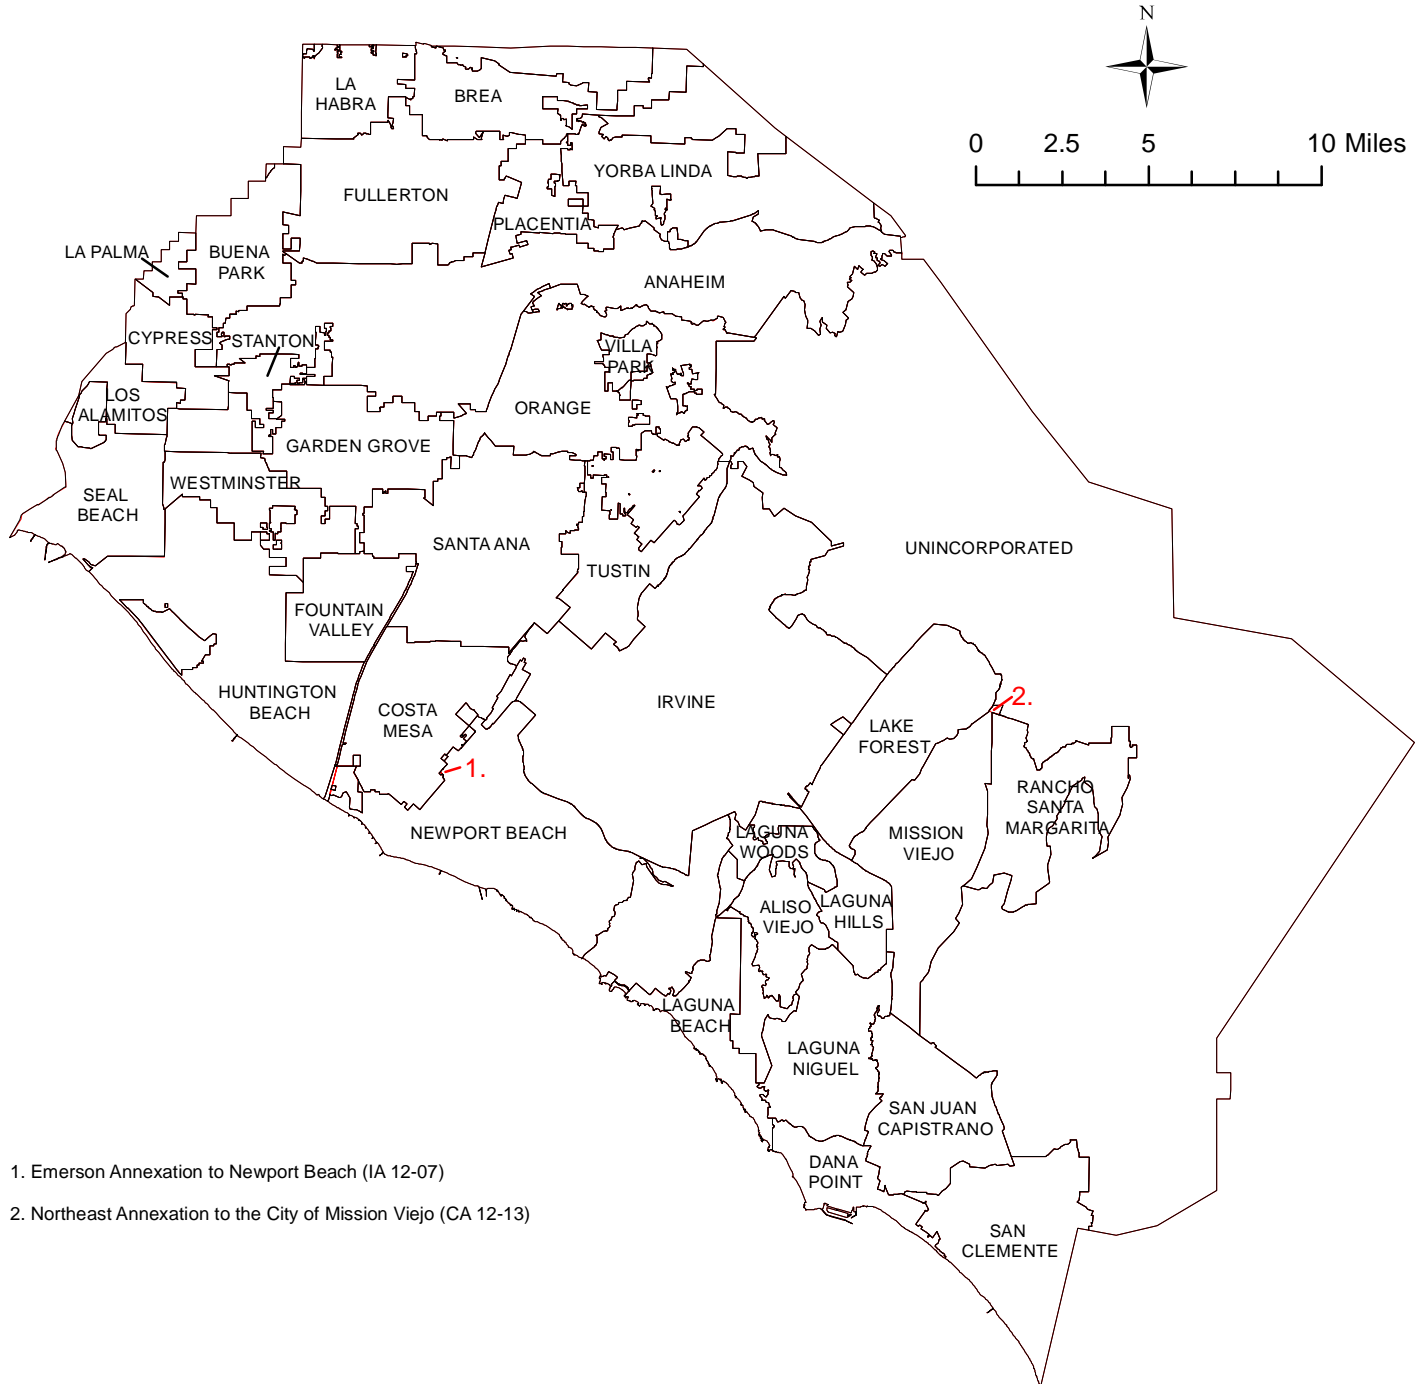 N
0 2.5 5 10 Miles
LA
HABRA
BREA
YORBA LINDA
FULLERTON
PLACENTIA
LA PALMA
BUENA
PARK
ANAHEIM
CYPRESS
STANTON
VILLA
PARK
LOS
ALAMITOS
ORANGE
GARDEN GROVE
WESTMINSTER
SEAL
BEACH
SANTA ANA
UNINCORPORATED
TUSTIN
FOUNTAIN
VALLEY
HUNTINGTON
BEACH
COSTA
MESA
IRVINE
2.
LAKE
FOREST
1.
RANCHO
SANTA
MARGARITA
NEWPORT BEACH
LAGUNA
WOODS
MISSION
VIEJO
ALISO
VIEJO
LAGUNA
HILLS
LAGUNA
BEACH
LAGUNA
NIGUEL
SAN JUAN
CAPISTRANO
DANA
POINT
SAN
CLEMENTE
1. Emerson Annexation to Newport Beach (IA 12-07)
2. Northeast Annexation to the City of Mission Viejo (CA 12-13)